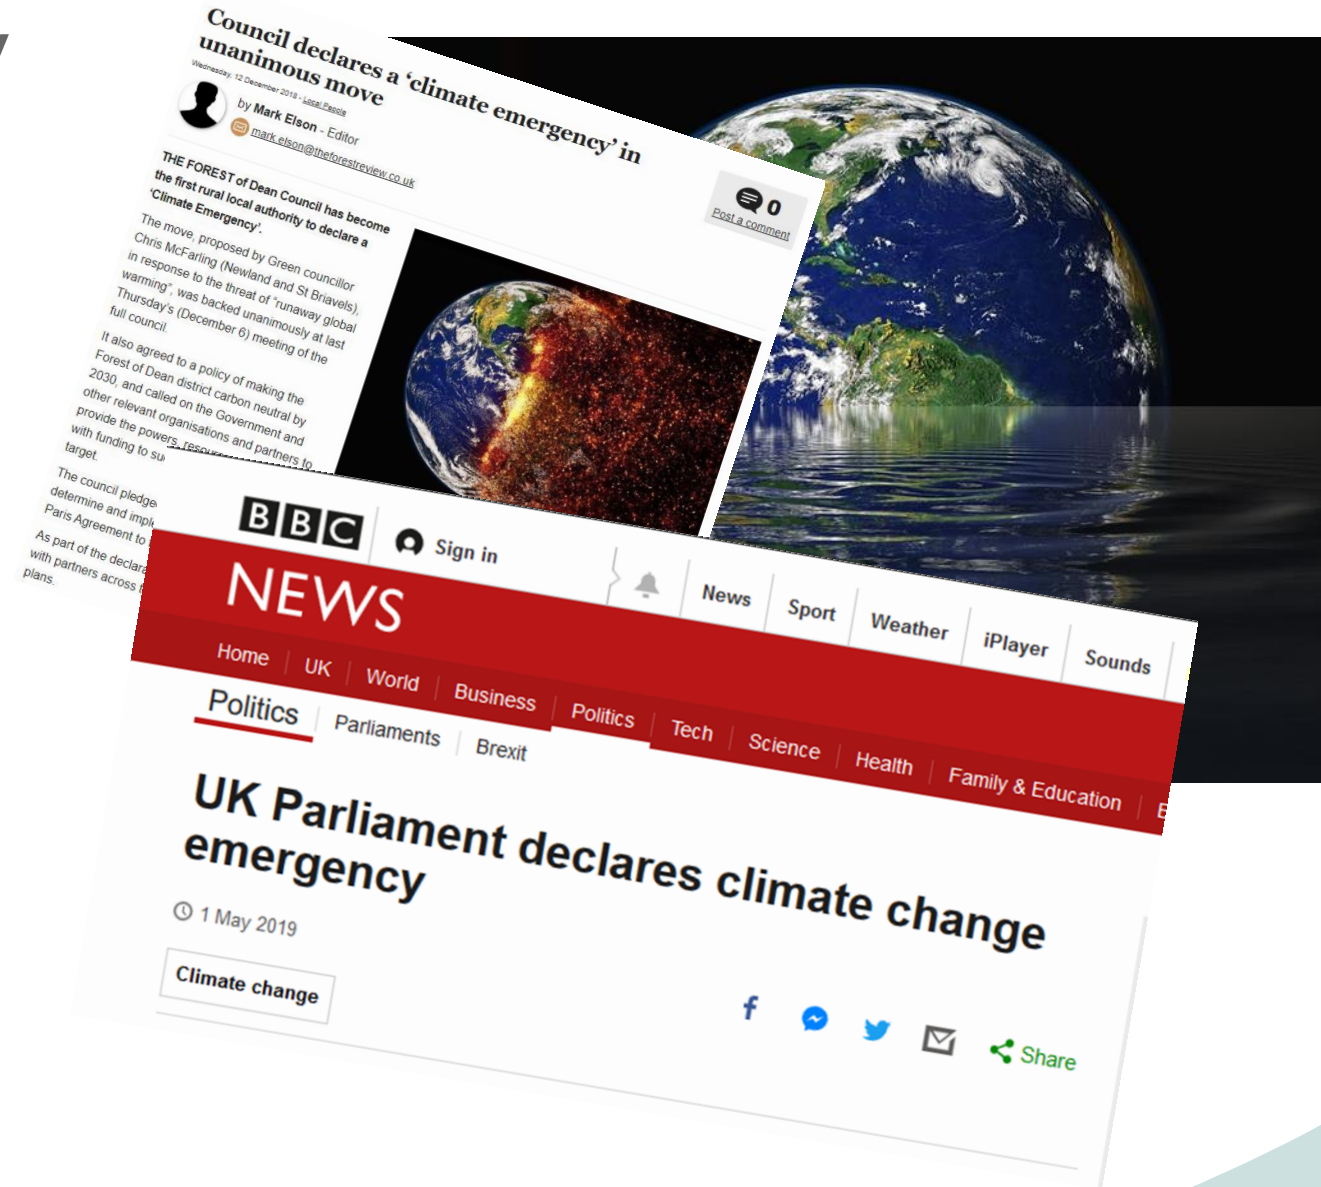 Council declares a ‘climate emergency’ in
unanimous move
Wednesday, 12 December 2018 - Local People
by Mark Elson - Editor
mark.elson@theforestreview.co.uk
0
Post a comment
THE FOREST of Dean Council has become
the first rural local authority to declare a
‘Climate Emergency’.
The move, proposed by Green councillor
Chris McFarling (Newland and St Briavels),
in response to the threat of “runaway global
warming”, was backed unanimously at last
Thursday's (December 6) meeting of the
full council.
It also agreed to a policy of making the
Forest of Dean district carbon neutral by
2030, and called on the Government and
other relevant organisations and partners to
provide the powers,
with funding to
target.
The council
determine and
Paris Agreement to
As part of the
with partners across
plans.
BBC
Sign in
News
Sport
Weather
iPlayer
Sounds
NEWS
Home
UK
World
Business
Politics
Tech
Science
Health
Family & Education
Politics
Parliaments
Brexit
UK Parliament declares climate change
emergency
1 May 2019
Climate change
Share